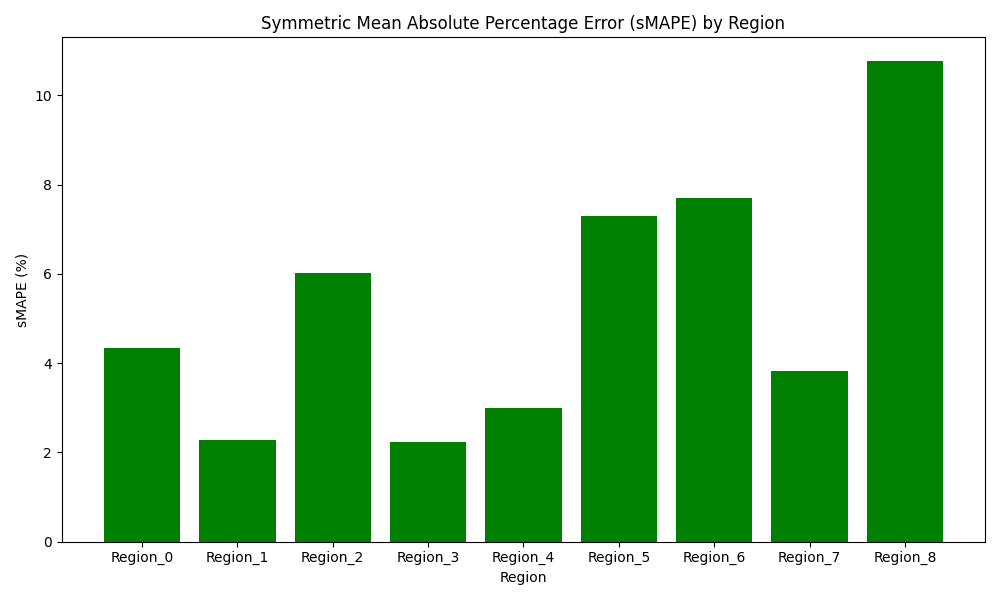 Symmetric Mean Absolute Percentage Error (sMAPE) by Region
sMAPE (%)
10
8
6
4
2
0
Region_0 Region_1 Region_2 Region_3 Region_4 Region_5 Region_6 Region_7 Region_8
Region